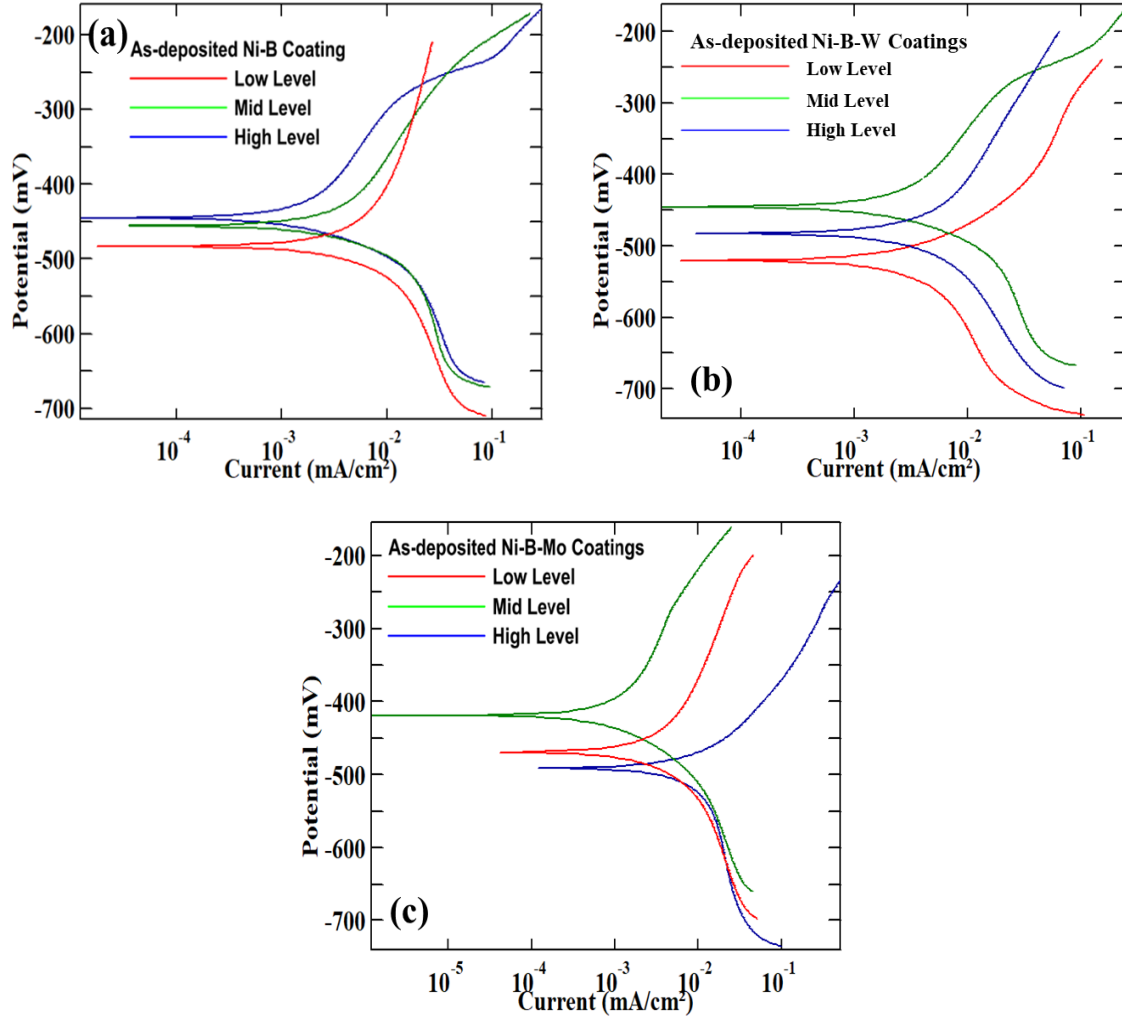 (a)
As-deposited Ni-B Coating
Low Level
Mid Level
High Level
Potential (mV)
-200
-300
-400
-500
-600
-700
10⁻⁴
10⁻³
10⁻²
10⁻¹
Current (mA/cm²)
As-deposited Ni-B-W Coatings
Low Level
Mid Level
High Level
(b)
Potential (mV)
-200
-300
-400
-500
-600
-700
10⁻⁴
10⁻³
10⁻²
10⁻¹
Current (mA/cm²)
As-deposited Ni-B-Mo Coatings
Low Level
Mid Level
High Level
(c)
Potential (mV)
-200
-300
-400
-500
-600
-700
10⁻⁵
10⁻⁴
10⁻³
10⁻²
10⁻¹
Current (mA/cm²)